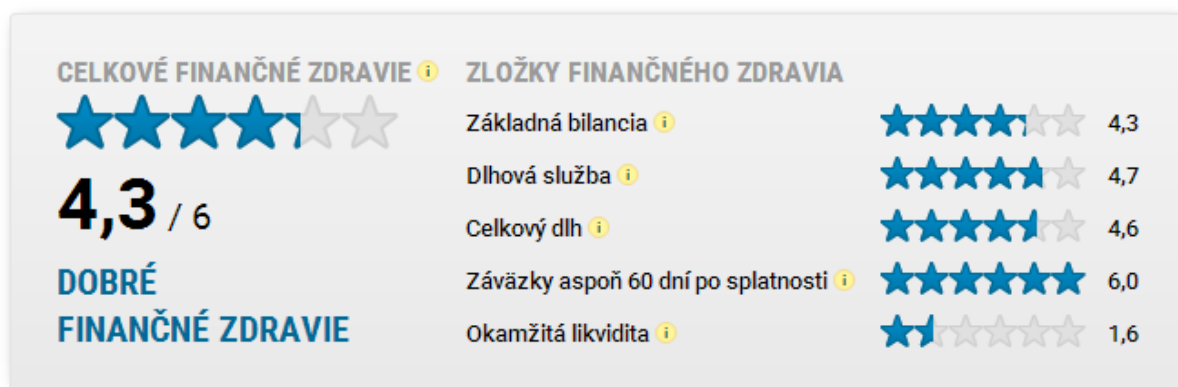 CELKOVÉ FINANČNÉ ZDRAVIE i
4,3 / 6
DOBRÉ
FINANČNÉ ZDRAVIE
ZLOŽKY FINANČNÉHO ZDRAVIA
Základná bilancia i 4,3
Dlhová služba i 4,7
Celkový dlh i 4,6
Záväzky aspoň 60 dní po splatnosti i 6,0
Okamžitá likvidita i 1,6